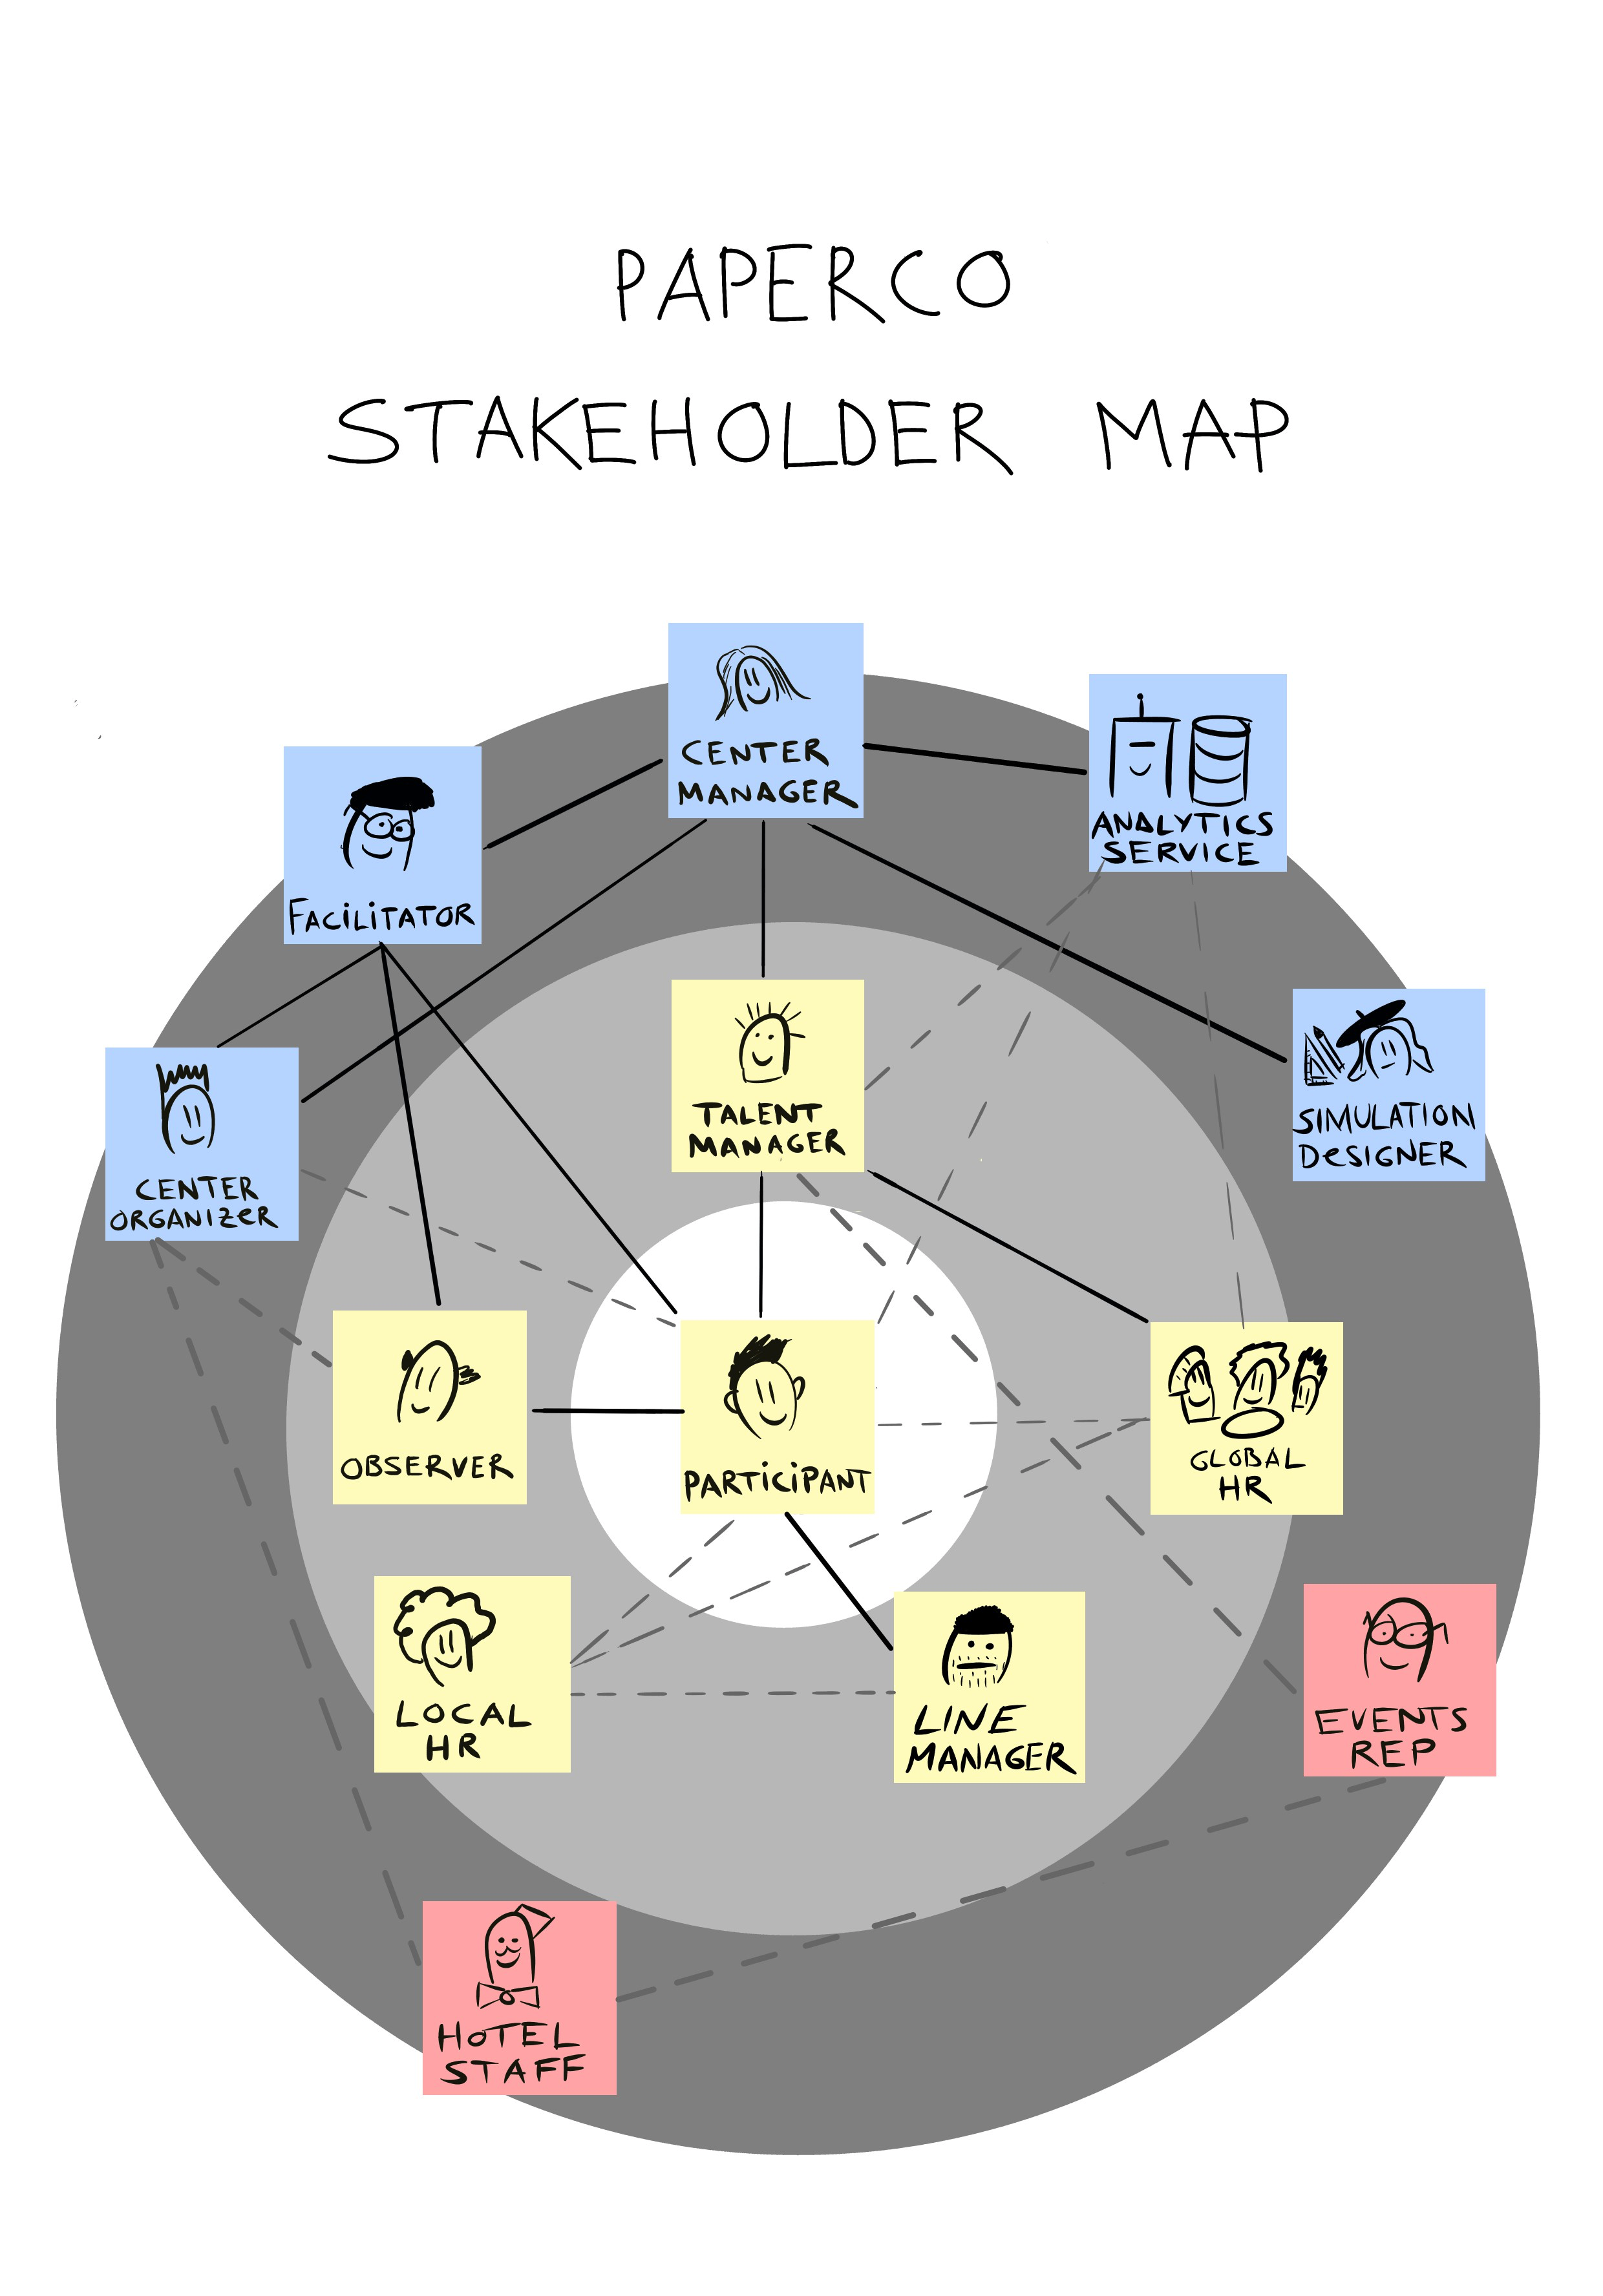 PAPERCO
STAKEHOLDER MAP
CENTER
MANAGER
ANALYTICS
SERVICE
FACILITATOR
TALENT
MANAGER
SIMULATION
DESIGNER
CENTER
ORGANIZER
OBSERVER
PARTICIPANT
GLOBAL
HR
LOCAL
HR
LINE
MANAGER
EVENTS
REP
HOTEL
STAFF